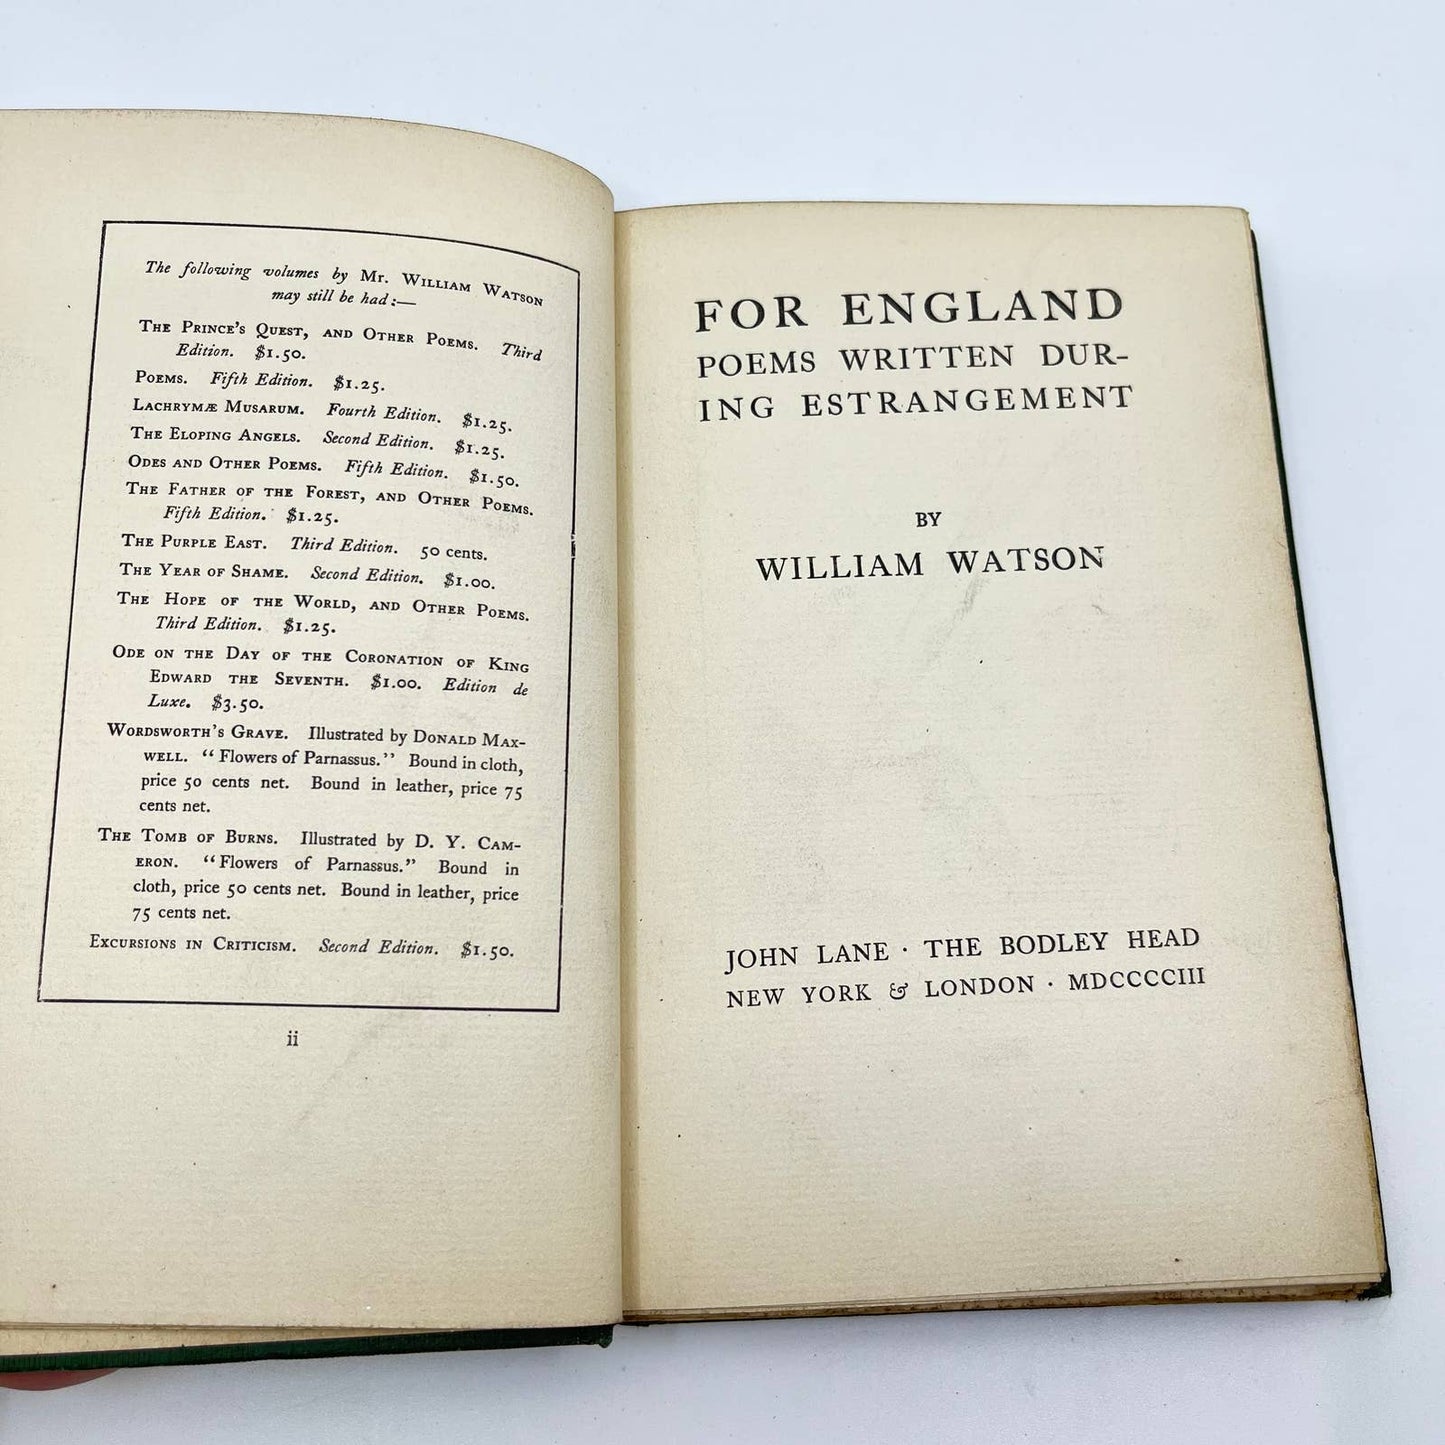 The following volumes by Mr. WILLIAM WATSON
may still be had:—
THE PRINCE'S QUEST, AND OTHER POEMS. Third
Edition. $1.50.
POEMS. Fifth Edition. $1.25.
LACHRYMÆ MUSARUM. Fourth Edition. $1.25.
THE ELOPING ANGELS. Second Edition. $1.25.
ODES AND OTHER POEMS. Fifth Edition. $1.50.
THE FATHER OF THE FOREST, AND OTHER POEMS.
Fifth Edition. $1.25.
THE PURPLE EAST. Third Edition. 50 cents.
THE YEAR OF SHAME. Second Edition. $1.00.
THE HOPE OF THE WORLD, AND OTHER POEMS.
Third Edition. $1.25.
ODE ON THE DAY OF THE CORONATION OF KING
EDWARD THE SEVENTH. $1.00. Edition de
Luxe. $3.50.
WORDSWORTH'S GRAVE. Illustrated by DONALD MAX-
WELL. "Flowers of Parnassus." Bound in cloth,
price 50 cents net. Bound in leather, price 75
cents net.
THE TOMB OF BURNS. Illustrated by D. Y. CAM-
ERON. "Flowers of Parnassus." Bound in
cloth, price 50 cents net. Bound in leather, price
75 cents net.
EXCURSIONS IN CRITICISM. Second Edition. $1.50.
ii
FOR ENGLAND
POEMS WRITTEN DUR-
ING ESTRANGEMENT
BY
WILLIAM WATSON
JOHN LANE · THE BODLEY HEAD
NEW YORK & LONDON · MDCCCCIII